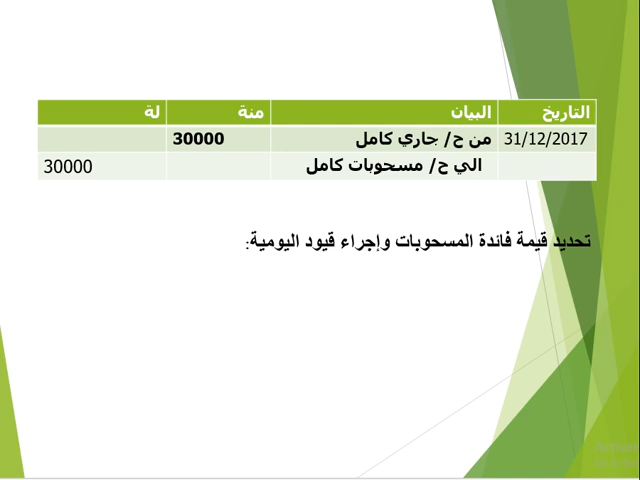 التاريخ البيان منة لة
31/12/2017 من ح/ جاري كامل 30000
الي ح/ مسحوبات كامل 30000
تحديد قيمة فائدة المسحوبات وإجراء قيود اليومية: